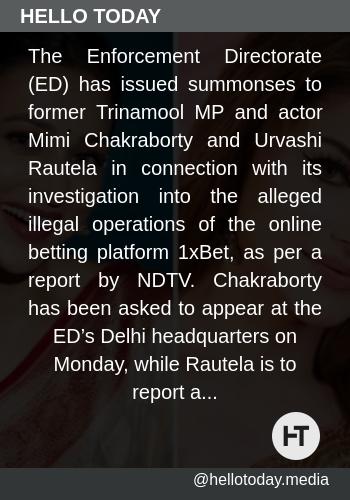 HELLO TODAY
The Enforcement Directorate
(ED) has issued summonses to
former Trinamool MP and actor
Mimi Chakraborty and Urvashi
Rautela in connection with its
investigation into the alleged
illegal operations of the online
betting platform 1xBet, as per a
report by NDTV. Chakraborty
has been asked to appear at the
ED’s Delhi headquarters on
Monday, while Rautela is to
report a...
HT
@hellotoday.media